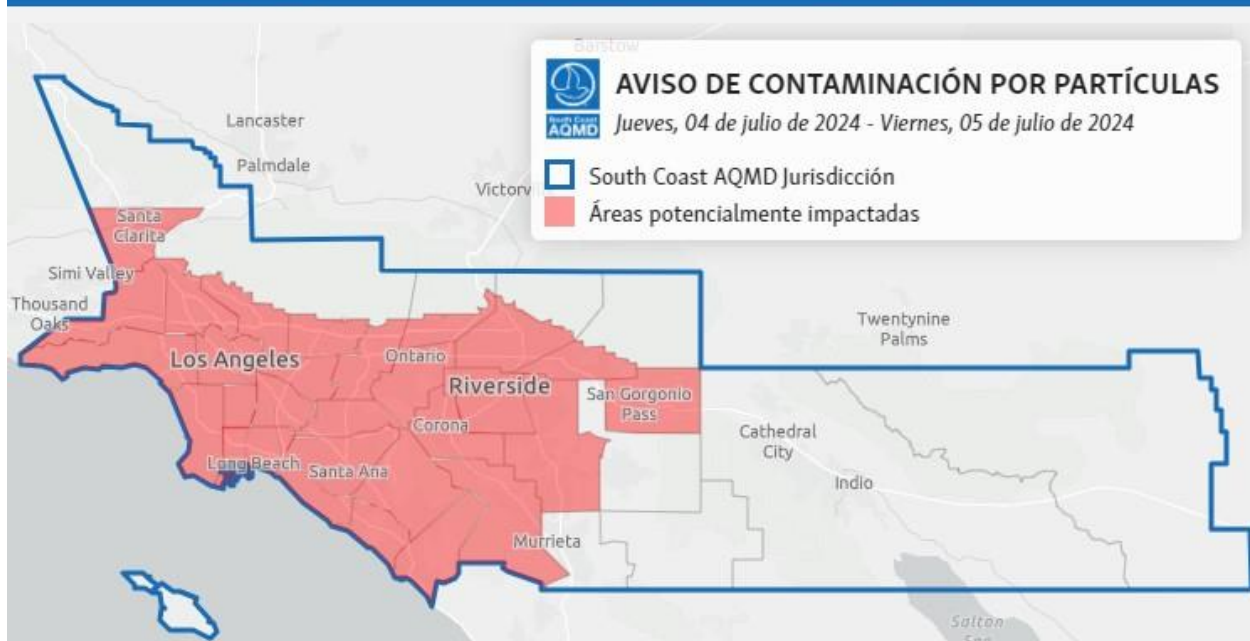 Barstow
South Coast
AQMD
AVISO DE CONTAMINACIÓN POR PARTÍCULAS
Jueves, 04 de julio de 2024 - Viernes, 05 de julio de 2024
South Coast AQMD Jurisdicción
Áreas potencialmente impactadas
Lancaster
Palmdale
Victorv
Santa
Clarita
Simi Valley
Thousand
Oaks
Twentynine
Palms
Los Angeles
Ontario
Riverside
San Gorgonio
Pass
Corona
Cathedral
City
Long Beach
Santa Ana
Indio
Murrieta
Salton
Sea